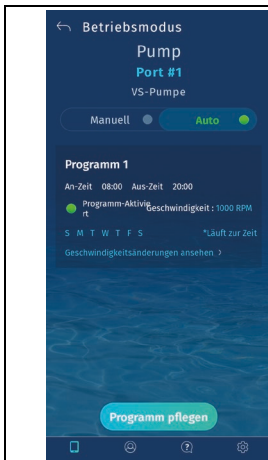 Betriebsmodus
Pump
Port #1
VS-Pumpe
Manuell Auto
Programm 1
An-Zeit 08:00 Aus-Zeit 20:00
Programm-Aktivie
rt
Geschwindigkeit : 1000 RPM
S M T W T F S *Läuft zur Zeit
Geschwindigkeitsänderungen ansehen >
Programm pflegen